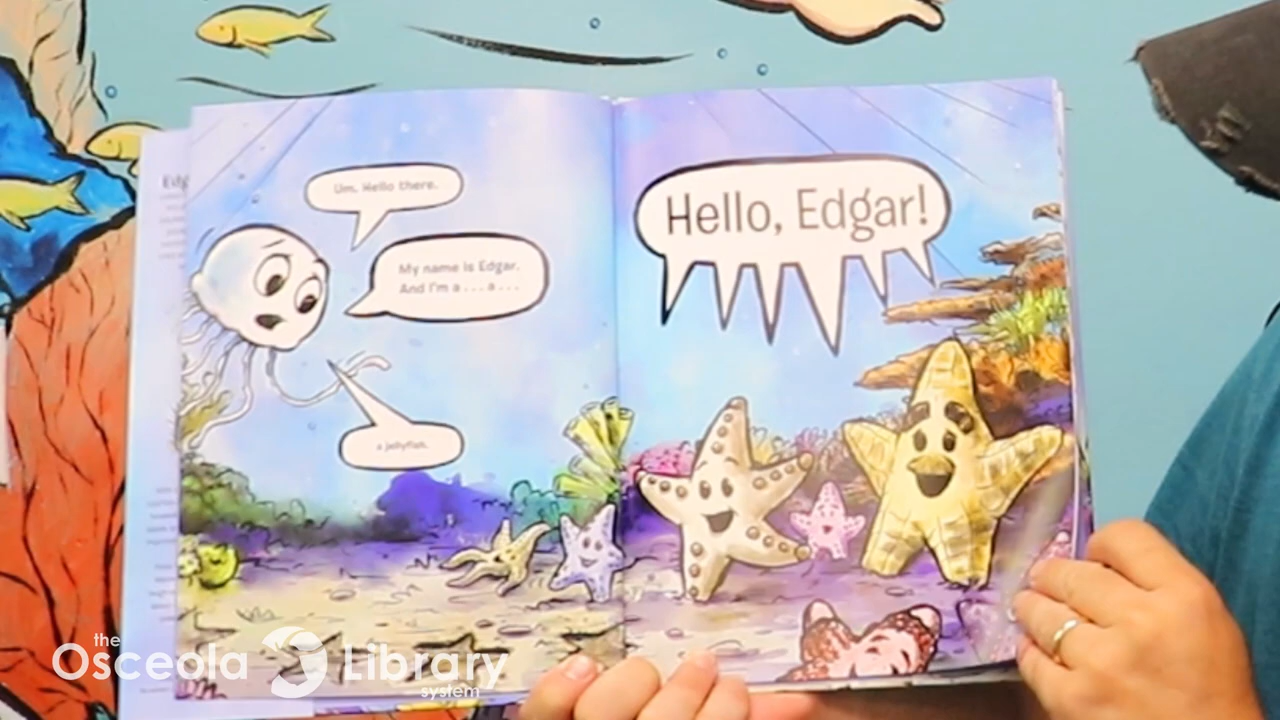 Um. Hello there.
My name is Edgar.
And I'm a . . . a . . .
a jellyfish.
Hello, Edgar!
the
Osceola Library
system